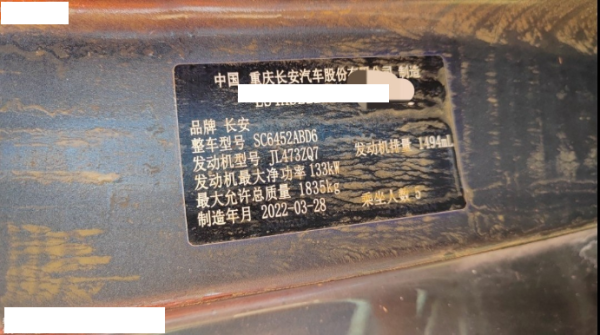 中国 重庆长安汽车股份有 公司 制造
品牌 长安
整车型号 SC6452ABD6
发动机型号 JL473ZQ7 发动机排量 1494mL
发动机最大净功率 133kW
最大允许总质量 1835kg 乘坐人数 5
制造年月 2022-03-28